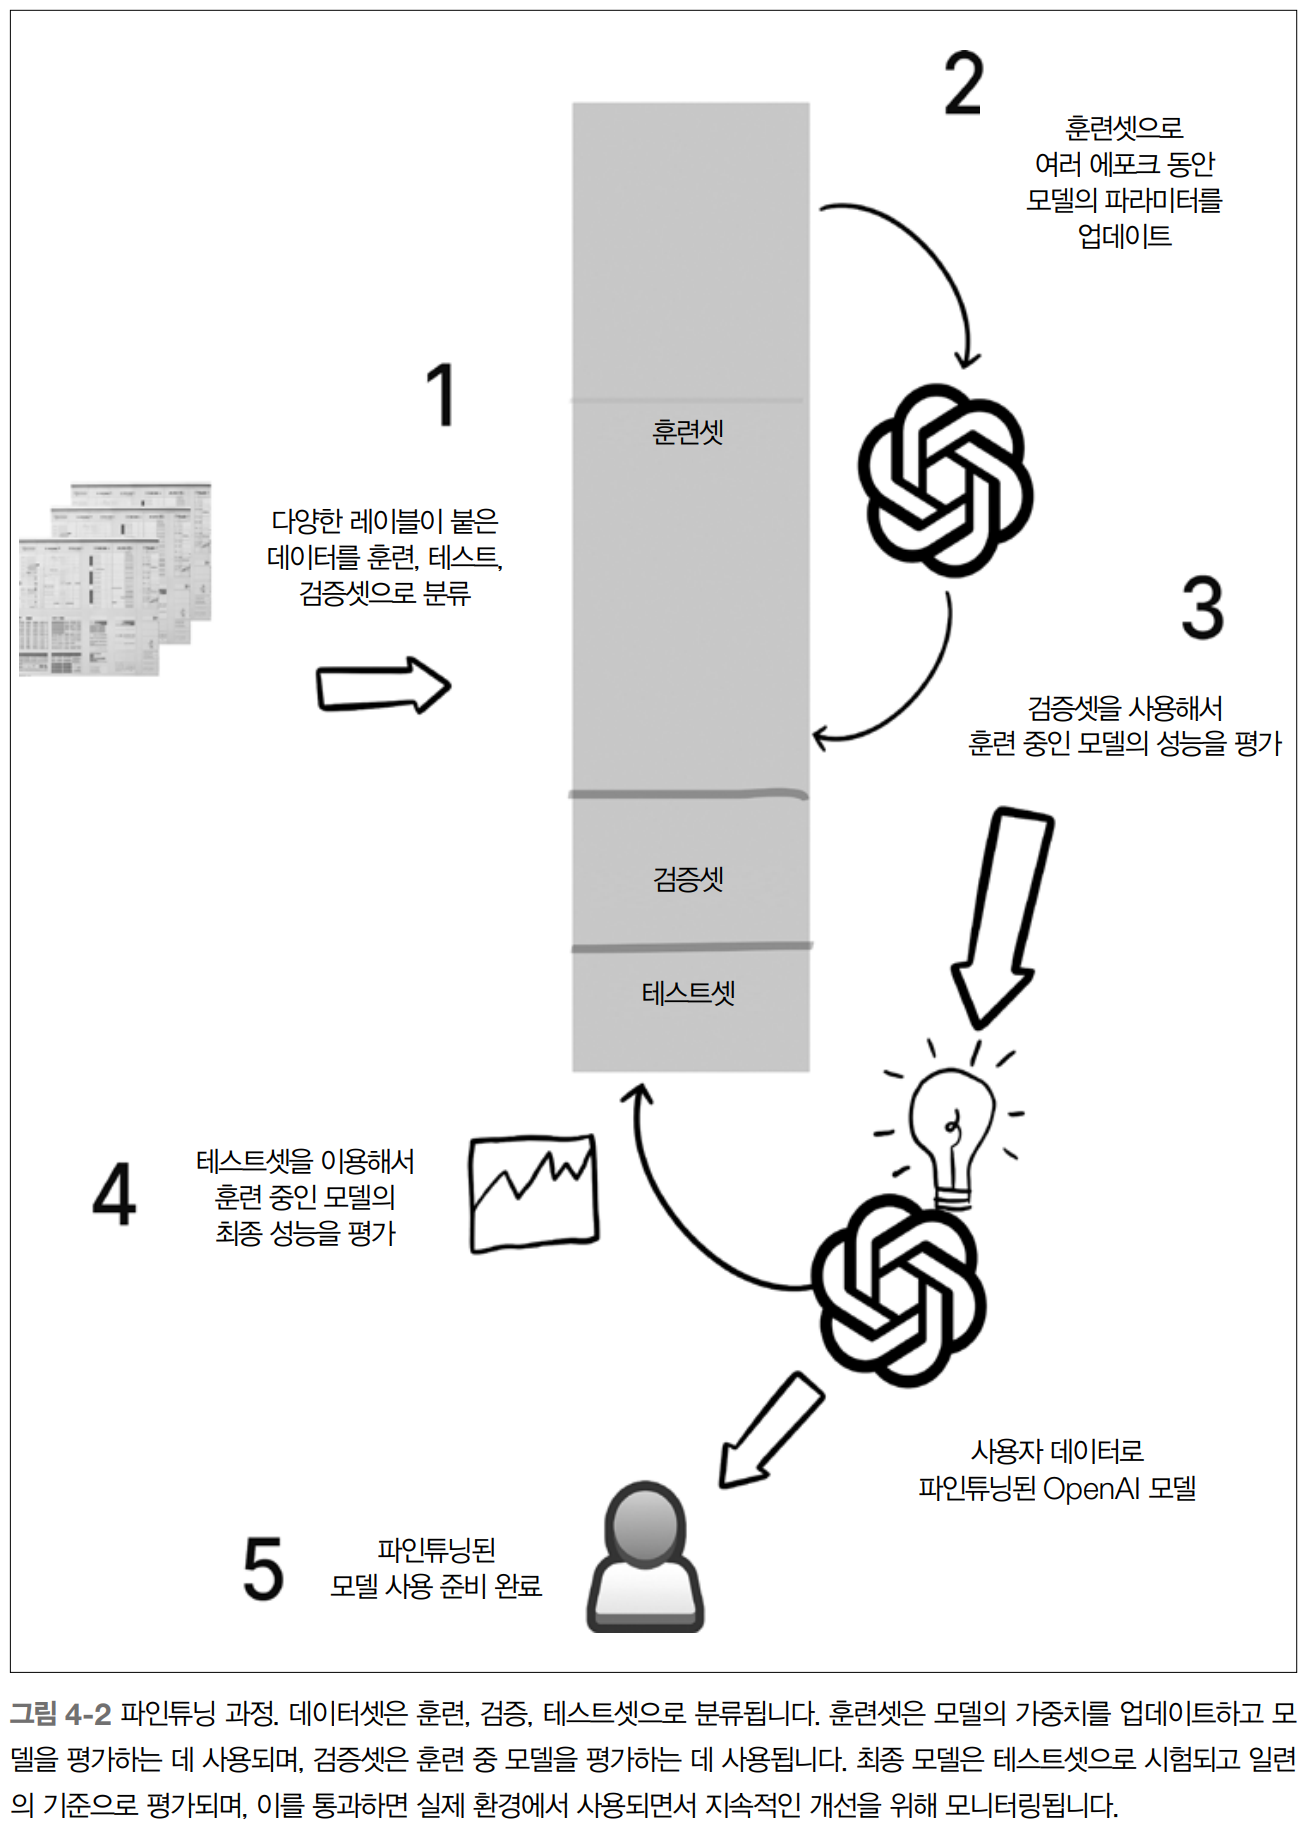 1
다양한 레이블이 붙은
데이터를 훈련, 테스트,
검증셋으로 분류
훈련셋
검증셋
테스트셋
2
훈련셋으로
여러 에포크 동안
모델의 파라미터를
업데이트
3
검증셋을 사용해서
훈련 중인 모델의 성능을 평가
4
테스트셋을 이용해서
훈련 중인 모델의
최종 성능을 평가
사용자 데이터로
파인튜닝된 OpenAI 모델
5
파인튜닝된
모델 사용 준비 완료
그림 4-2 파인튜닝 과정. 데이터셋은 훈련, 검증, 테스트셋으로 분류됩니다. 훈련셋은 모델의 가중치를 업데이트하고 모
델을 평가하는 데 사용되며, 검증셋은 훈련 중 모델을 평가하는 데 사용됩니다. 최종 모델은 테스트셋으로 시험되고 일련
의 기준으로 평가되며, 이를 통과하면 실제 환경에서 사용되면서 지속적인 개선을 위해 모니터링됩니다.